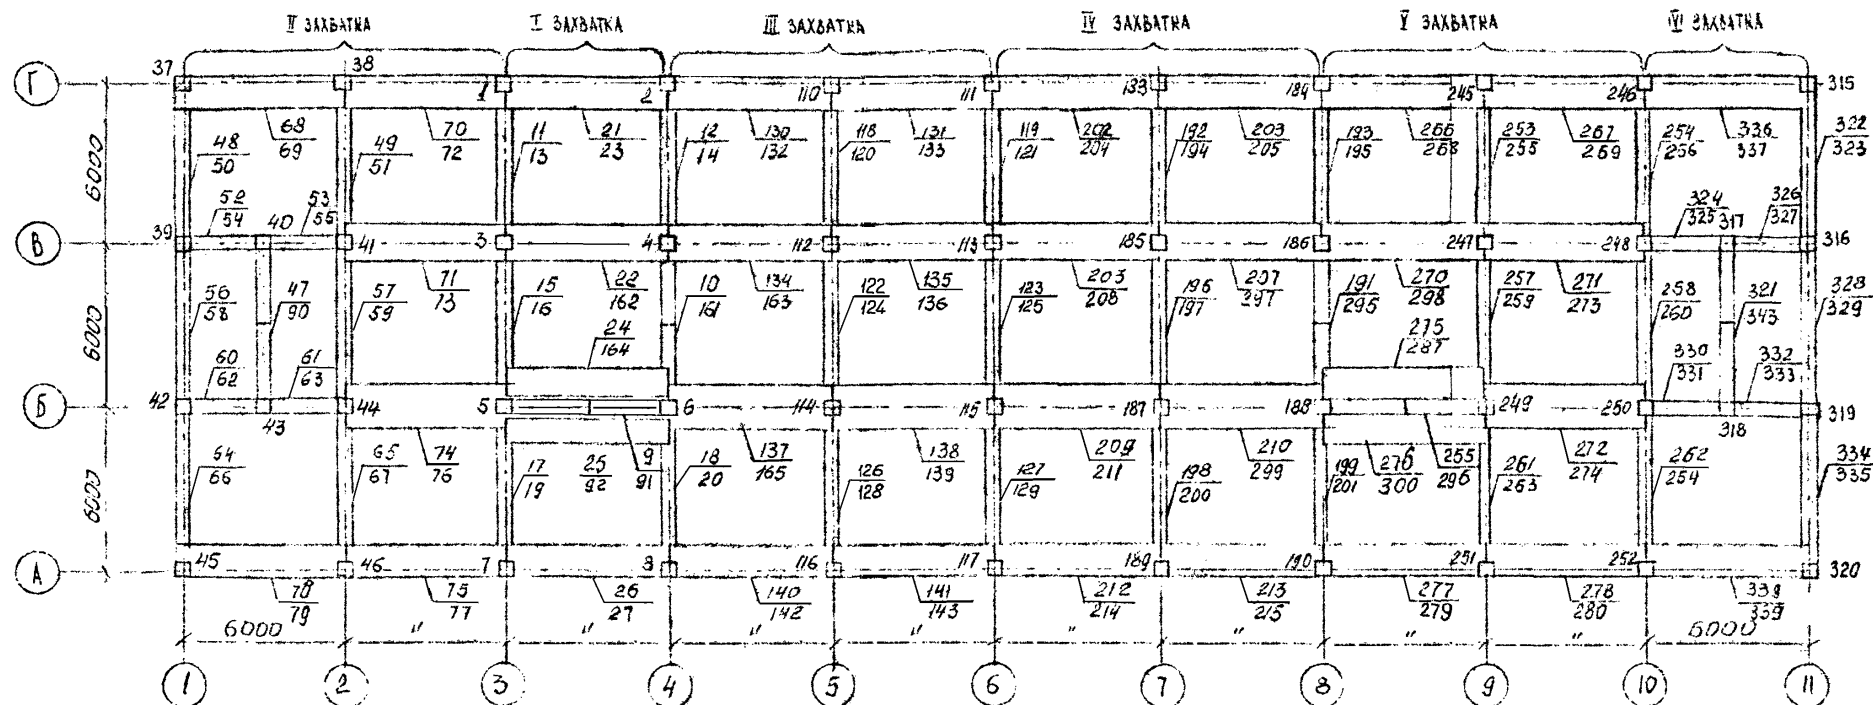 II ЗАХВАТКА I ЗАХВАТКА III ЗАХВАТКА IV ЗАХВАТКА V ЗАХВАТКА VI ЗАХВАТКА
37 38
Г 1 2 110 111 133 184 245 246 315
68 70 11 21 12 130 118 131 119 202 192 203 193 266 253 267 254 336 322
69 72 13 23 14 132 120 133 121 204 194 205 195 268 255 269 256 337 323
48 49
50 51
6000
52 53 324 326
54 40 55 325 317 327
В 39 41 3 4 112 113 185 186 247 248 316
56 47 57 71 15 22 10 134 122 135 123 203 196 207 191 270 257 271 258 321 328
58 90 59 73 16 162 161 163 124 136 125 208 197 397 295 298 259 273 260 343 329
6000
24 275
164 287
60 61 330 332
62 63 331 333
Б 42 44 5 6 114 115 187 188 249 250 319
43 318
64 65 74 17 25 9 18 137 126 138 127 209 198 210 199 276 255 261 272 262 334
66 67 76 19 92 91 20 165 128 139 129 211 200 299 201 300 296 263 274 254 335
6000
А 45 46 7 8 116 117 189 190 251 252 320
78 75 26 140 141 212 213 277 278 339
79 77 27 142 143 214 215 279 280 339
6000 " " " " " " " " 6000
1 2 3 4 5 6 7 8 9 10 11